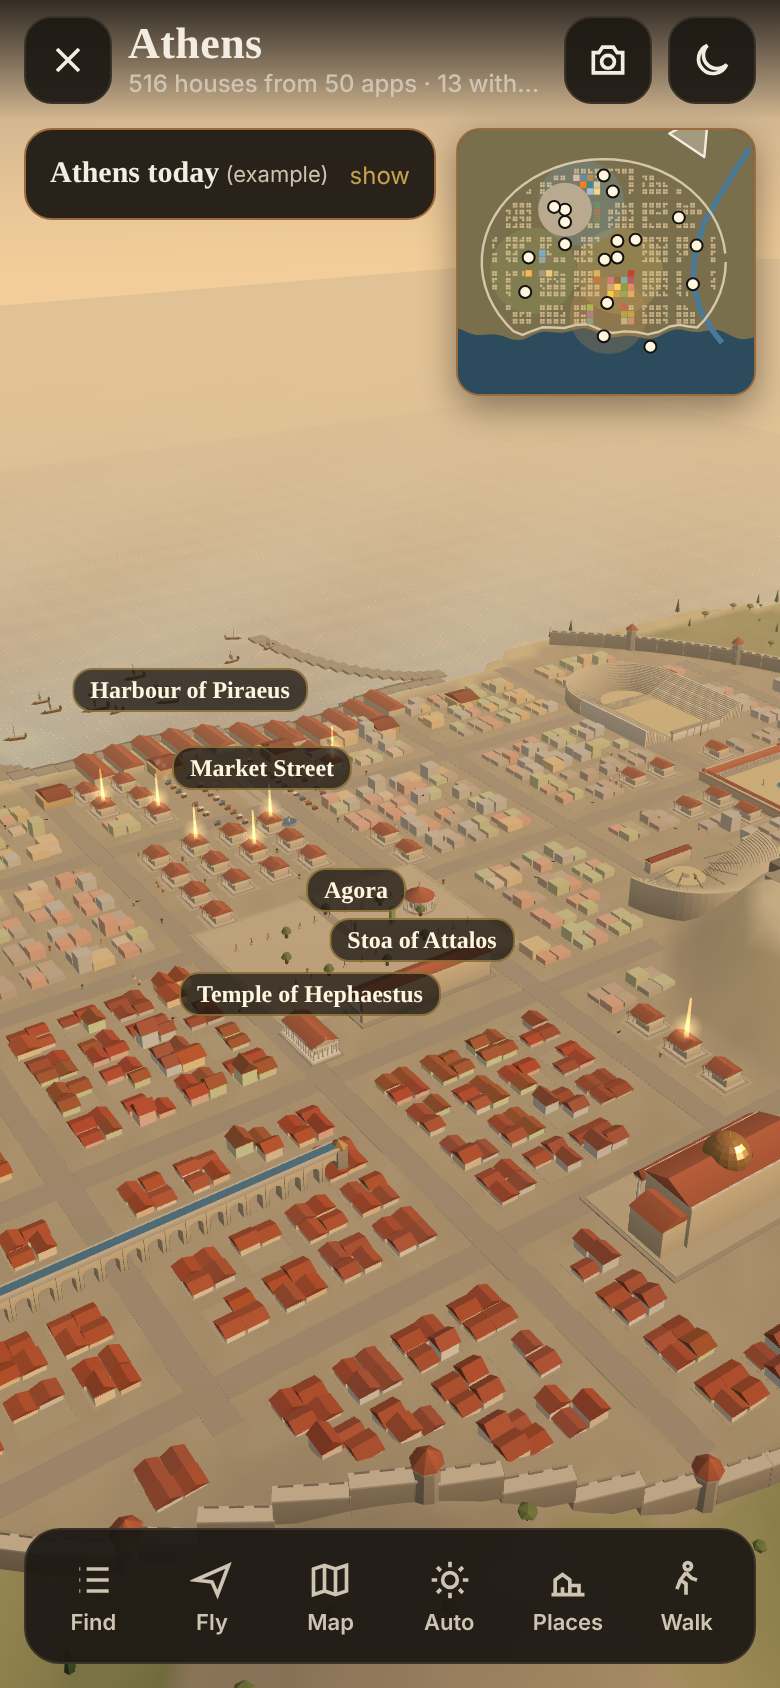 Athens
516 houses from 50 apps · 13 with...
Athens today (example) show
Harbour of Piraeus
Market Street
Agora
Stoa of Attalos
Temple of Hephaestus
Find
Fly
Map
Auto
Places
Walk